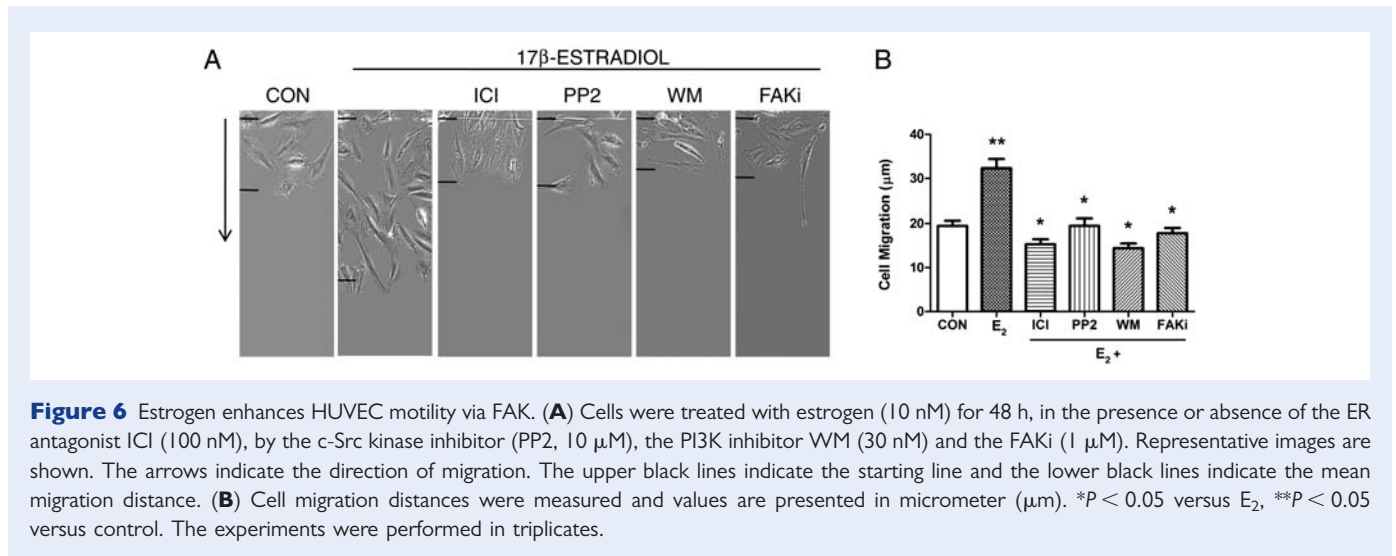 A
17β-ESTRADIOL
CON ICI PP2 WM FAKi
B
Cell Migration (μm)
40
30
20
10
0
** * * * *
CON E₂ ICI PP2 WM FAKi
E₂ +
Figure 6 Estrogen enhances HUVEC motility via FAK. (A) Cells were treated with estrogen (10 nM) for 48 h, in the presence or absence of the ER
antagonist ICI (100 nM), by the c-Src kinase inhibitor (PP2, 10 μM), the PI3K inhibitor WM (30 nM) and the FAKi (1 μM). Representative images are
shown. The arrows indicate the direction of migration. The upper black lines indicate the starting line and the lower black lines indicate the mean
migration distance. (B) Cell migration distances were measured and values are presented in micrometer (μm). *P < 0.05 versus E₂, **P < 0.05
versus control. The experiments were performed in triplicates.